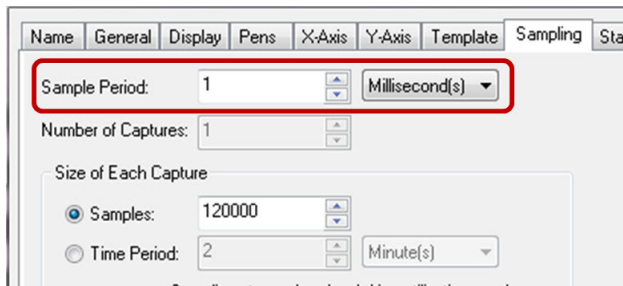 Name General Display Pens X-Axis Y-Axis Template Sampling Sta
Sample Period: 1 Millisecond(s)
Number of Captures: 1
Size of Each Capture
Samples: 120000
Time Period: 2 Minute(s)